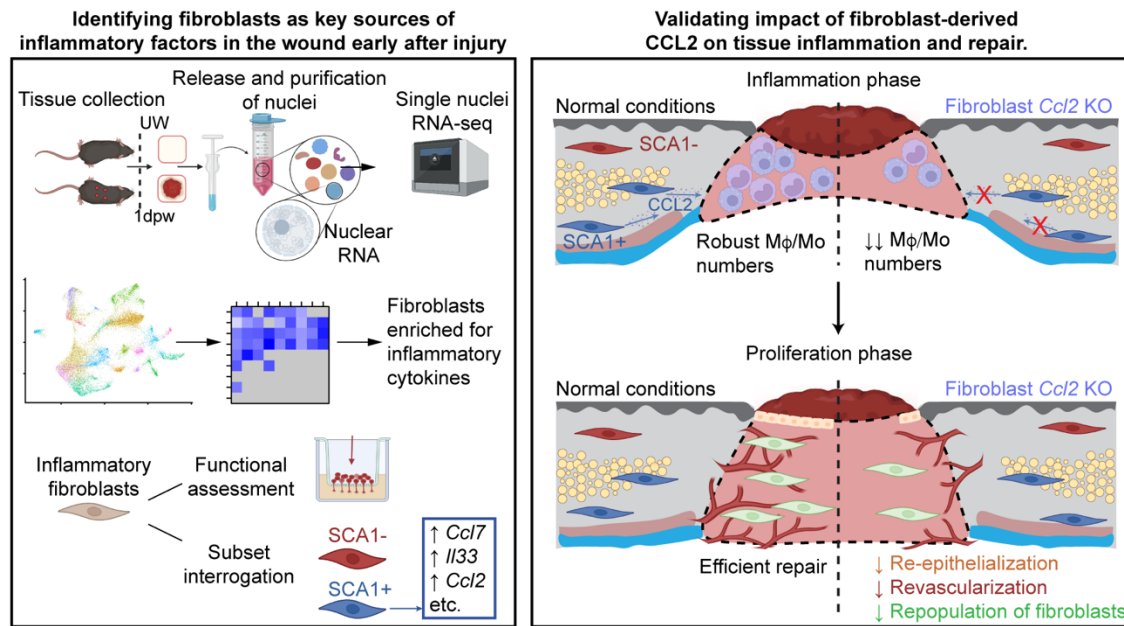 Identifying fibroblasts as key sources of
inflammatory factors in the wound early after injury
Tissue collection
UW
1dpw
Release and purification
of nuclei
Nuclear
RNA
Single nuclei
RNA-seq
Fibroblasts
enriched for
inflammatory
cytokines
Inflammatory
fibroblasts
Functional
assessment
Subset
interrogation
SCA1-
SCA1+
↑ Ccl7
↑ Il33
↑ Ccl2
etc.
Validating impact of fibroblast-derived
CCL2 on tissue inflammation and repair.
Inflammation phase
Normal conditions
Fibroblast Ccl2 KO
SCA1-
CCL2
SCA1+
X
X
Robust Mϕ/Mo
numbers
↓↓ Mϕ/Mo
numbers
Proliferation phase
Normal conditions
Fibroblast Ccl2 KO
Efficient repair
↓ Re-epithelialization
↓ Revascularization
↓ Repopulation of fibroblasts